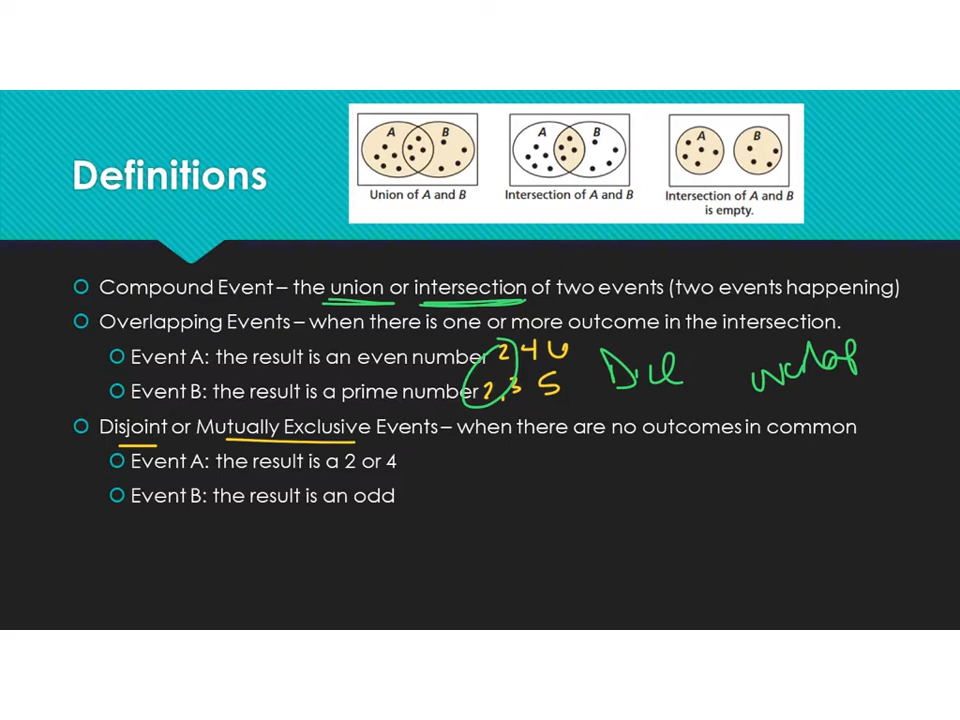 A B
A B
A B
Union of A and B
Intersection of A and B
Intersection of A and B
is empty.
Definitions
Compound Event – the union or intersection of two events (two events happening)
Overlapping Events – when there is one or more outcome in the intersection.
Event A: the result is an even number 2 4 6
Event B: the result is a prime number 2, 3 5
Dice
overlap
Disjoint or Mutually Exclusive Events – when there are no outcomes in common
Event A: the result is a 2 or 4
Event B: the result is an odd